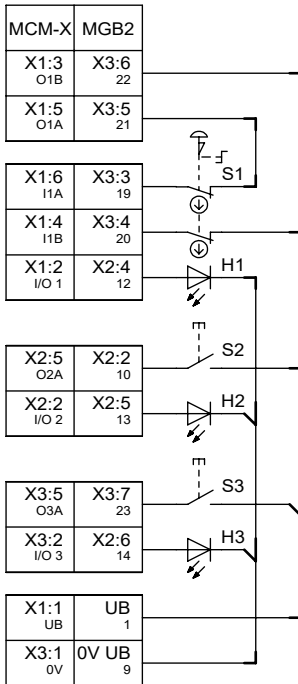 MCM-X MGB2
X1:3 X3:6
O1B 22
X1:5 X3:5
O1A 21
X1:6 X3:3 S1
I1A 19
X1:4 X3:4
I1B 20
X1:2 X2:4 H1
I/O 1 12
X2:5 X2:2 S2
O2A 10
X2:2 X2:5 H2
I/O 2 13
X3:5 X3:7 S3
O3A 23
X3:2 X2:6 H3
I/O 3 14
X1:1 UB
UB 1
X3:1 0V UB
0V 9